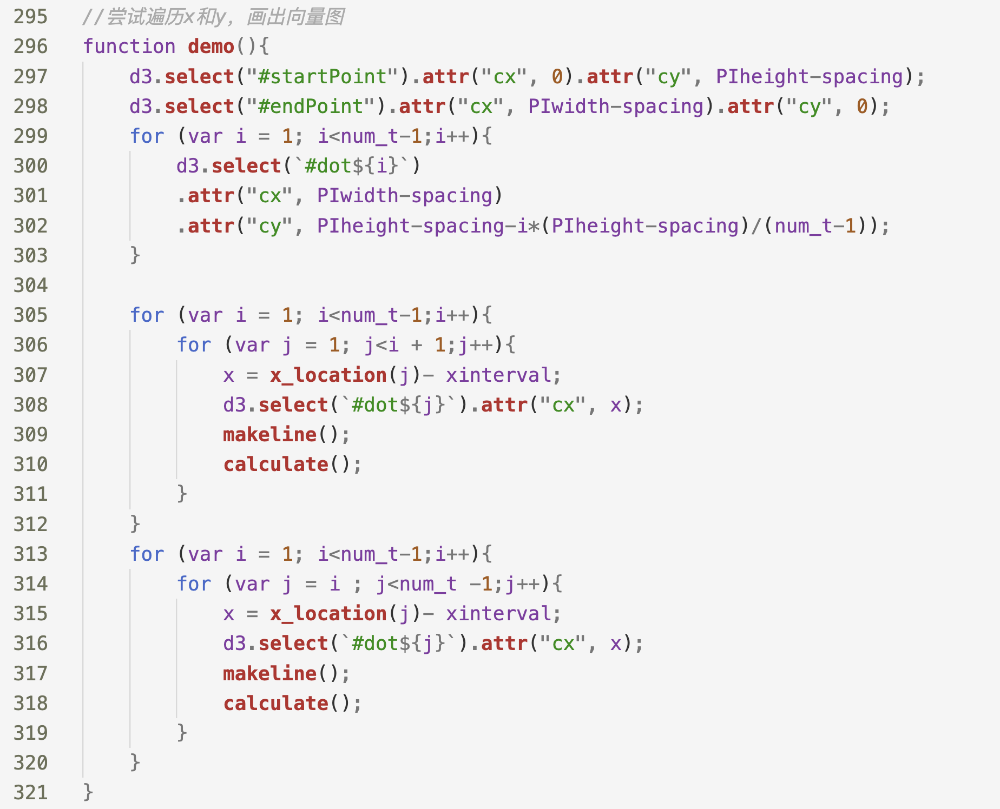 295 //尝试遍历x和y，画出向量图
296 function demo(){
297 d3.select("#startPoint").attr("cx", 0).attr("cy", PIheight-spacing);
298 d3.select("#endPoint").attr("cx", PIwidth-spacing).attr("cy", 0);
299 for (var i = 1; i<num_t-1;i++){
300 d3.select(`#dot${i}`)
301 .attr("cx", PIwidth-spacing)
302 .attr("cy", PIheight-spacing-i*(PIheight-spacing)/(num_t-1));
303 }
304
305 for (var i = 1; i<num_t-1;i++){
306 for (var j = 1; j<i + 1;j++){
307 x = x_location(j)- xinterval;
308 d3.select(`#dot${j}`).attr("cx", x);
309 makeline();
310 calculate();
311 }
312 }
313 for (var i = 1; i<num_t-1;i++){
314 for (var j = i ; j<num_t -1;j++){
315 x = x_location(j)- xinterval;
316 d3.select(`#dot${j}`).attr("cx", x);
317 makeline();
318 calculate();
319 }
320 }
321 }